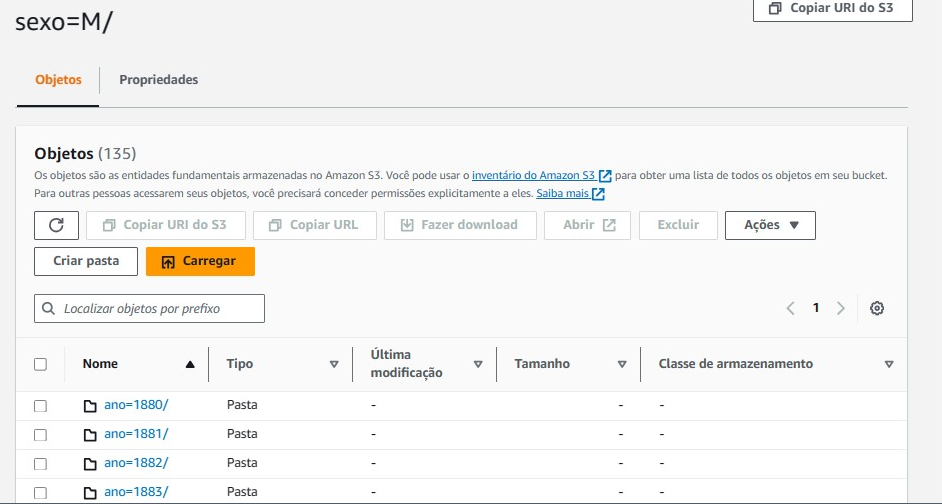 sexo=M/
Copiar URI do S3
Objetos
Propriedades
Objetos (135)
Os objetos são as entidades fundamentais armazenadas no Amazon S3. Você pode usar o inventário do Amazon S3 para obter uma lista de todos os objetos em seu bucket.
Para outras pessoas acessarem seus objetos, você precisará conceder permissões explicitamente a eles. Saiba mais
Copiar URI do S3 Copiar URL Fazer download Abrir Excluir Ações
Criar pasta Carregar
Localizar objetos por prefixo 1
Nome Tipo Última modificação Tamanho Classe de armazenamento
ano=1880/ Pasta - - -
ano=1881/ Pasta - - -
ano=1882/ Pasta - - -
ano=1883/ Pasta - - -